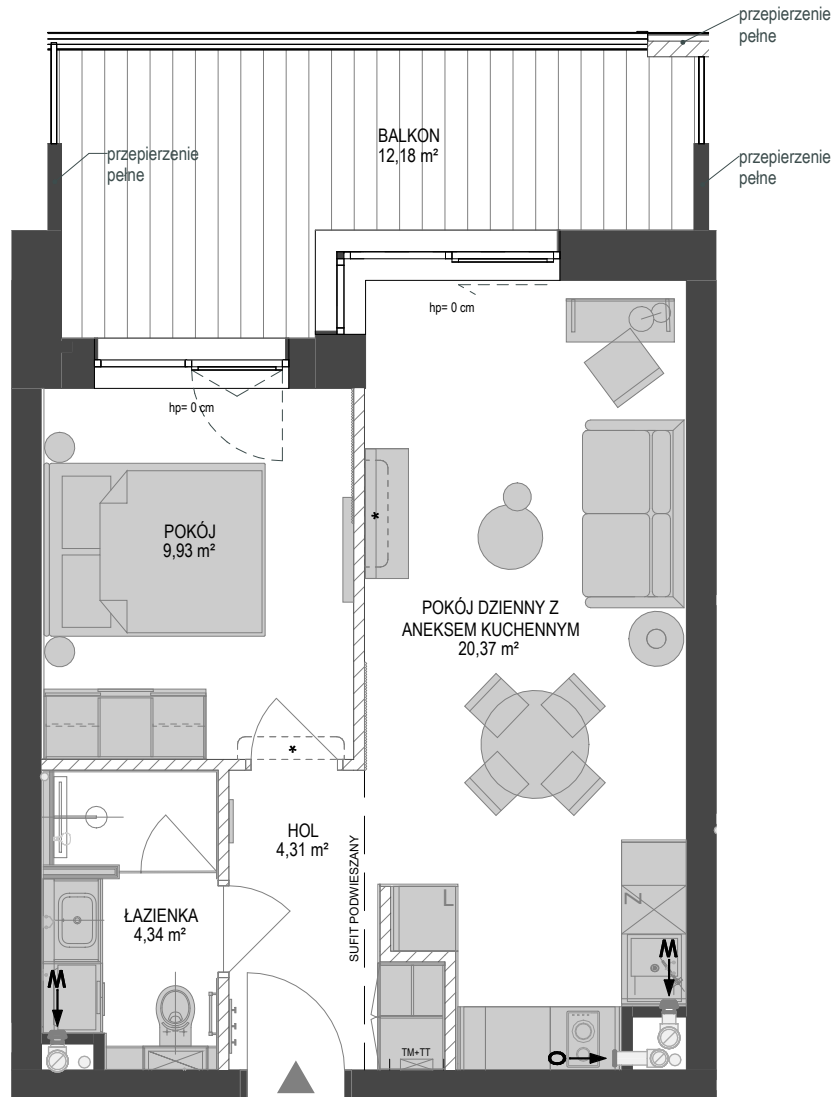 przepierzenie
pełne
BALKON
12,18 m²
przepierzenie
pełne
przepierzenie
pełne
hp= 0 cm
hp= 0 cm
*
POKÓJ
9,93 m²
POKÓJ DZIENNY Z
ANEKSEM KUCHENNYM
20,37 m²
*
HOL
4,31 m²
SUFIT PODWIESZANY
L
Z
ŁAZIENKA
4,34 m²
M
M
TM+TT
O